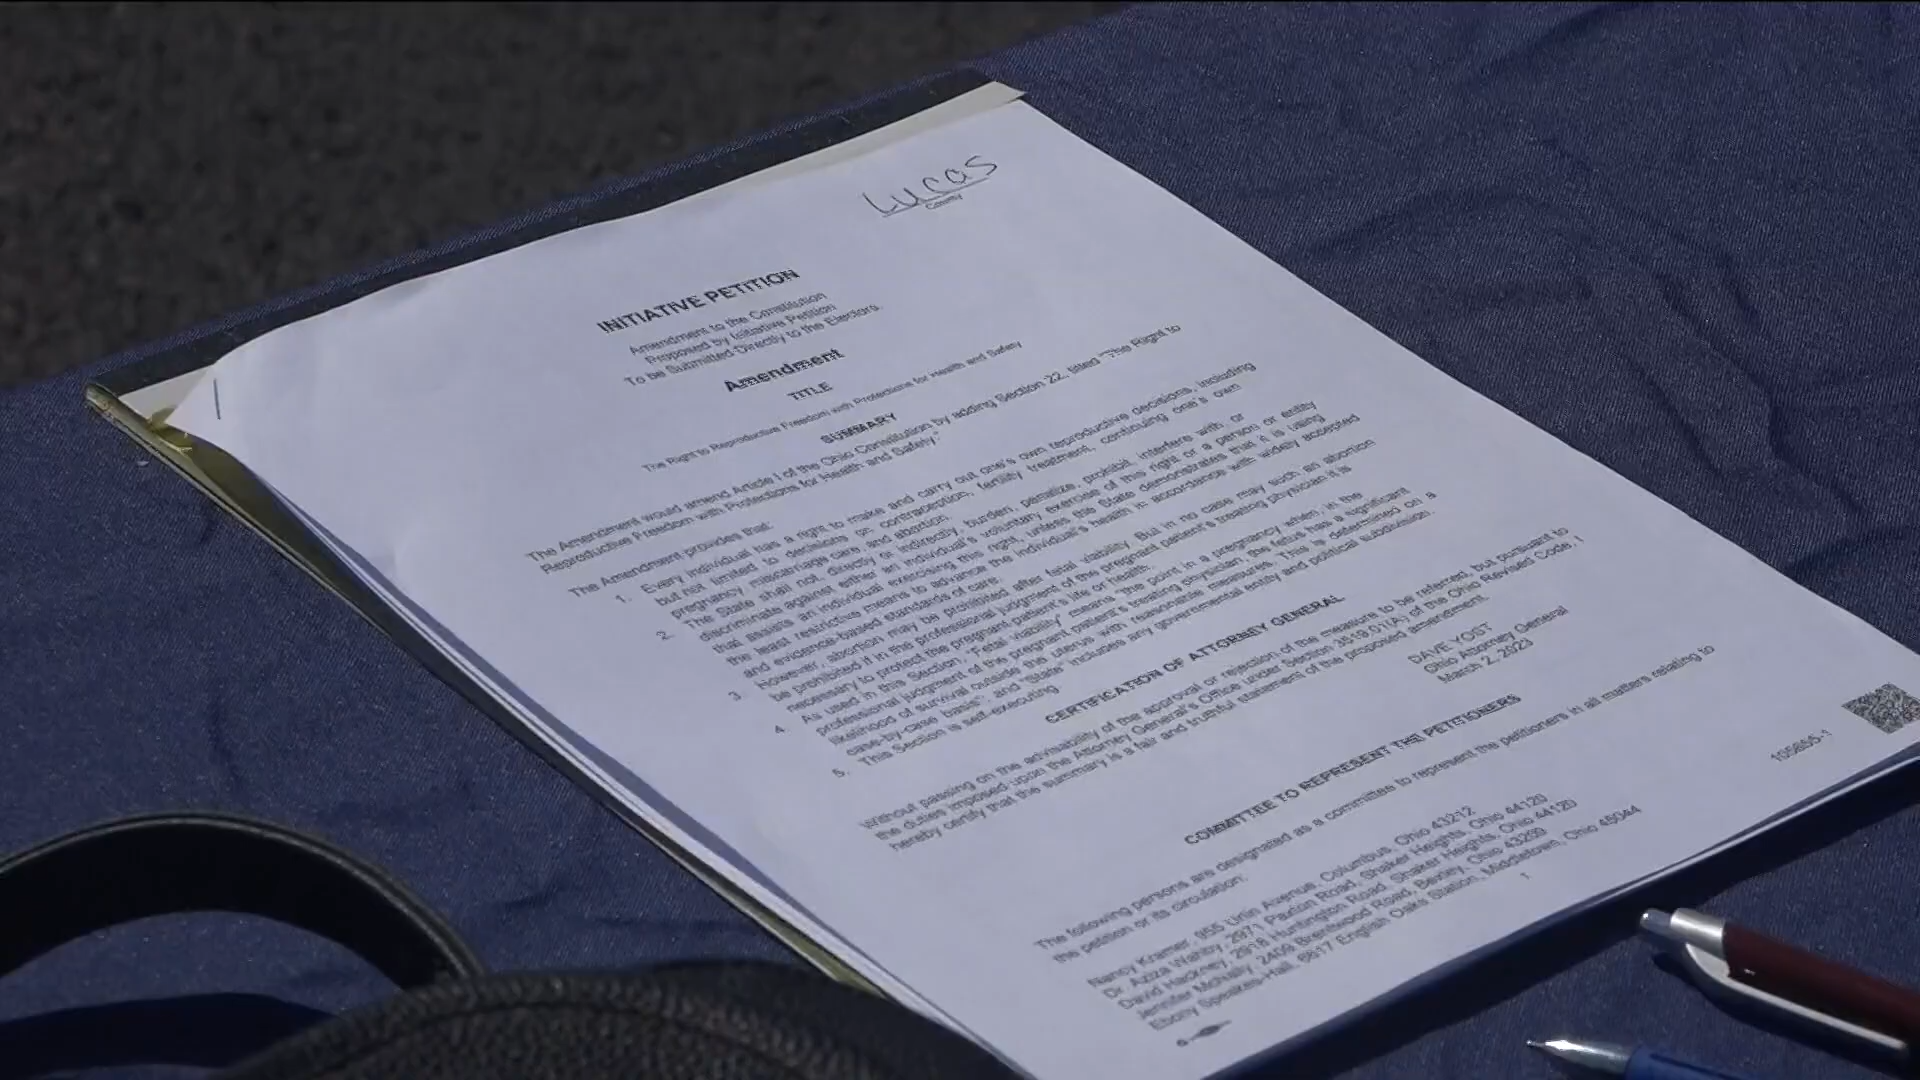 Lucas
County
INITIATIVE PETITION
Amendment to the Constitution
Proposed by Initiative Petition
To be Submitted Directly to the Electors.
Amendment
TITLE
The Right to Reproductive Freedom with Protections for Health and Safety
SUMMARY
The Amendment would amend Article I of the Ohio Constitution by adding Section 22, titled "The Right to
Reproductive Freedom with Protections for Health and Safety."
The Amendment provides that:
1. Every individual has a right to make and carry out one's own reproductive decisions, including
but not limited to decisions on: contraception, fertility treatment, continuing one's own
pregnancy, miscarriage care, and abortion.
2. The State shall not, directly or indirectly, burden, penalize, prohibit, interfere with, or
discriminate against either an individual's voluntary exercise of this right or a person or entity
that assists an individual exercising this right, unless the State demonstrates that it is using
the least restrictive means to advance the individual's health in accordance with widely accepted
and evidence-based standards of care.
3. However, abortion may be prohibited after fetal viability. But in no case may such an abortion
be prohibited if in the professional judgment of the pregnant patient's treating physician it is
necessary to protect the pregnant patient's life or health.
4. As used in this Section, "Fetal viability" means "the point in a pregnancy when, in the
professional judgment of the pregnant patient's treating physician, the fetus has a significant
likelihood of survival outside the uterus with reasonable measures. This is determined on a
case-by-case basis"; and "State" includes any governmental entity and political subdivision.
5. This Section is self-executing
CERTIFICATION OF ATTORNEY GENERAL
Without passing on the advisability of the approval or rejection of the measure to be referred, but pursuant to
the duties imposed upon the Attorney General's Office under Section 3519.01(A) of the Ohio Revised Code, I
hereby certify that the summary is a fair and truthful statement of the proposed amendment.
DAVE YOST
Ohio Attorney General
March 2, 2023
COMMITTEE TO REPRESENT THE PETITIONERS
The following persons are designated as a committee to represent the petitioners in all matters relating to
the petition or its circulation:
Nancy Kramer, 955 Avenue, Columbus, Ohio 43212
Dr. Aziza Wahby, 2971 Paxton Road, Shaker Heights, Ohio 44120
David Hackney, 2918 Huntington Road, Shaker Heights, Ohio 44120
Jennifer McNally, Brentwood Road, Bexley, Ohio
Ebony Speakes-Hall, English Oaks Station, Middletown, Ohio 45044
1
105655-1